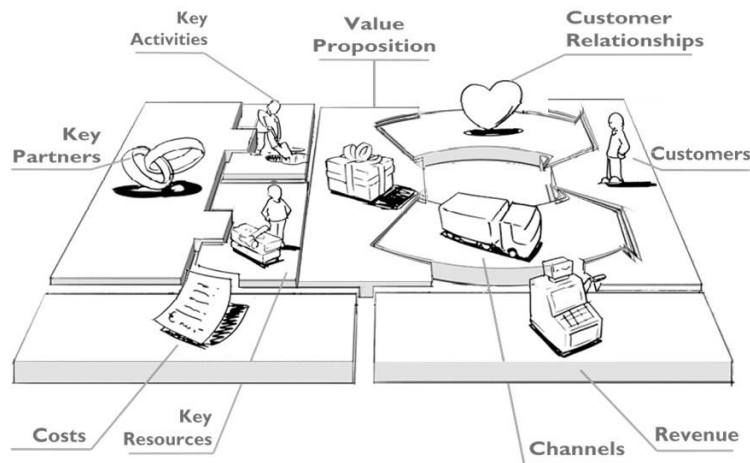 Key
Activities
Value
Proposition
Customer
Relationships
Key
Partners
Customers
Costs
Key
Resources
Channels
Revenue